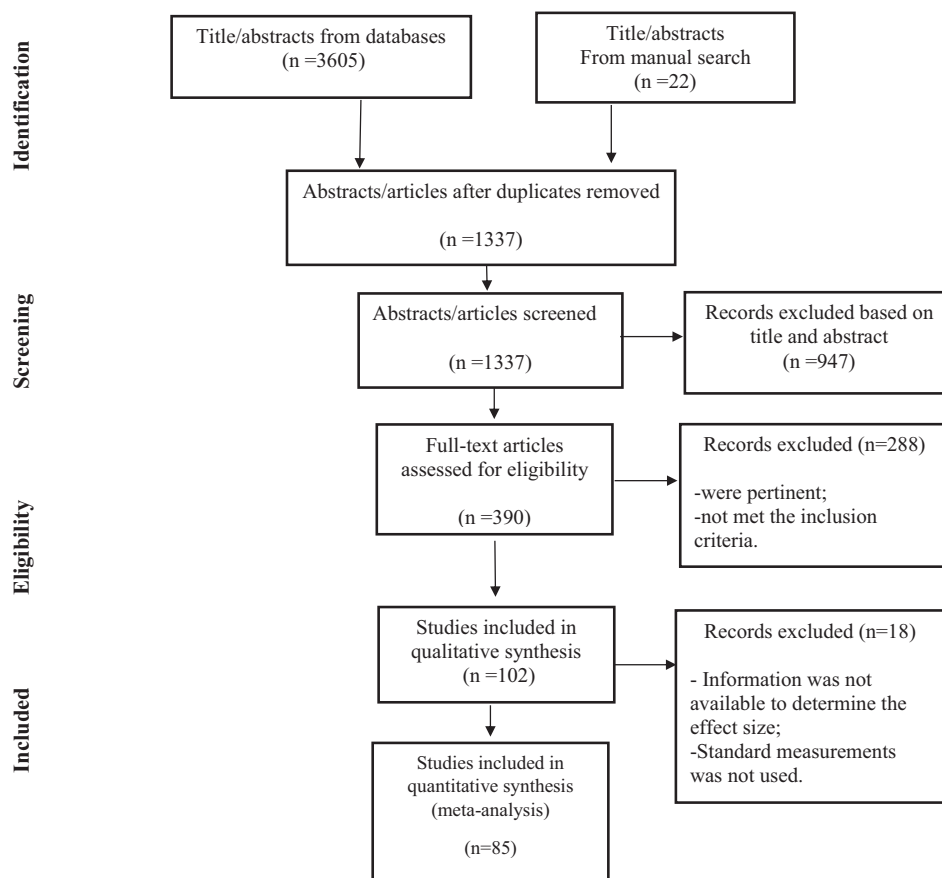 Identification
Title/abstracts from databases
(n =3605)
Title/abstracts
From manual search
(n =22)
Abstracts/articles after duplicates removed
(n =1337)
Screening
Abstracts/articles screened
(n =1337)
Records excluded based on
title and abstract
(n =947)
Eligibility
Full-text articles
assessed for eligibility
(n =390)
Records excluded (n=288)
-were pertinent;
-not met the inclusion
criteria.
Included
Studies included in
qualitative synthesis
(n =102)
Records excluded (n=18)
- Information was not
available to determine the
effect size;
-Standard measurements
was not used.
Studies included in
quantitative synthesis
(meta-analysis)
(n=85)